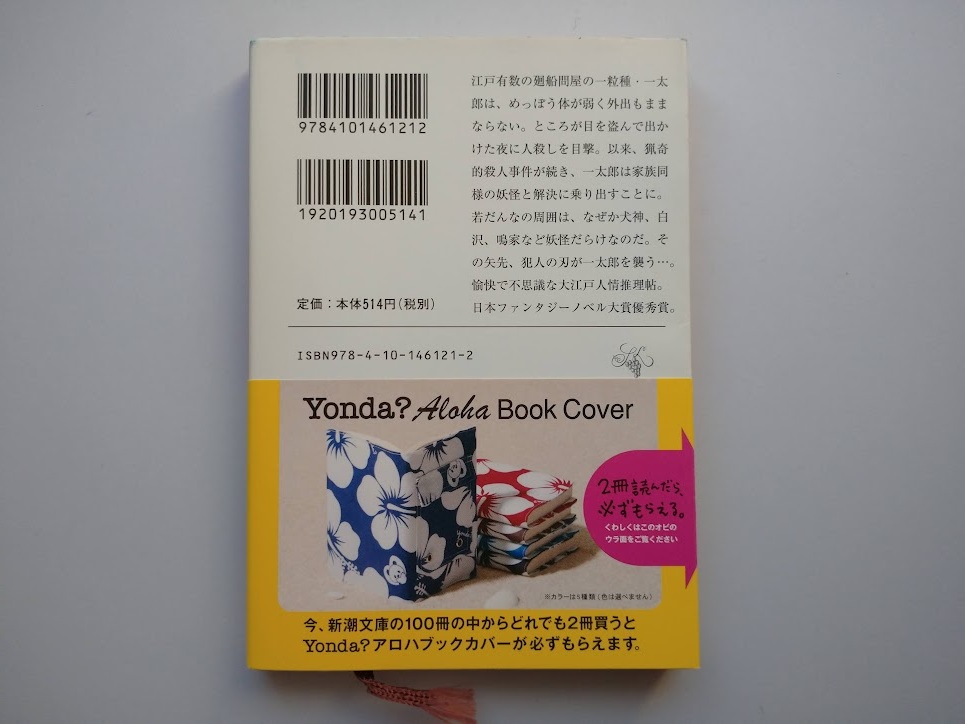 9784101461212
1920193005141
定価：本体514円(税別)
江戸有数の廻船問屋の一粒種・一太
郎は、めっぽう体が弱く外出もまま
ならない。ところが目を盗んで出か
けた夜に人殺しを目撃。以来、猟奇
的殺人事件が続き、一太郎は家族同
様の妖怪と解決に乗り出すことに。
若だんなの周囲は、なぜか犬神、白
沢、鳴家など妖怪だらけなのだ。そ
の矢先、犯人の刃が一太郎を襲う…。
愉快で不思議な大江戸人情推理帖。
日本ファンタジーノベル大賞優秀賞。
ISBN978-4-10-146121-2
Yonda? Aloha Book Cover
2冊読んだら、
必ずもらえる。
くわしくはこのオビの
ウラ面をご覧ください
※カラーは5種類(色は選べません)
今、新潮文庫の100冊の中からどれでも2冊買うと
Yonda?アロハブックカバーが必ずもらえます。